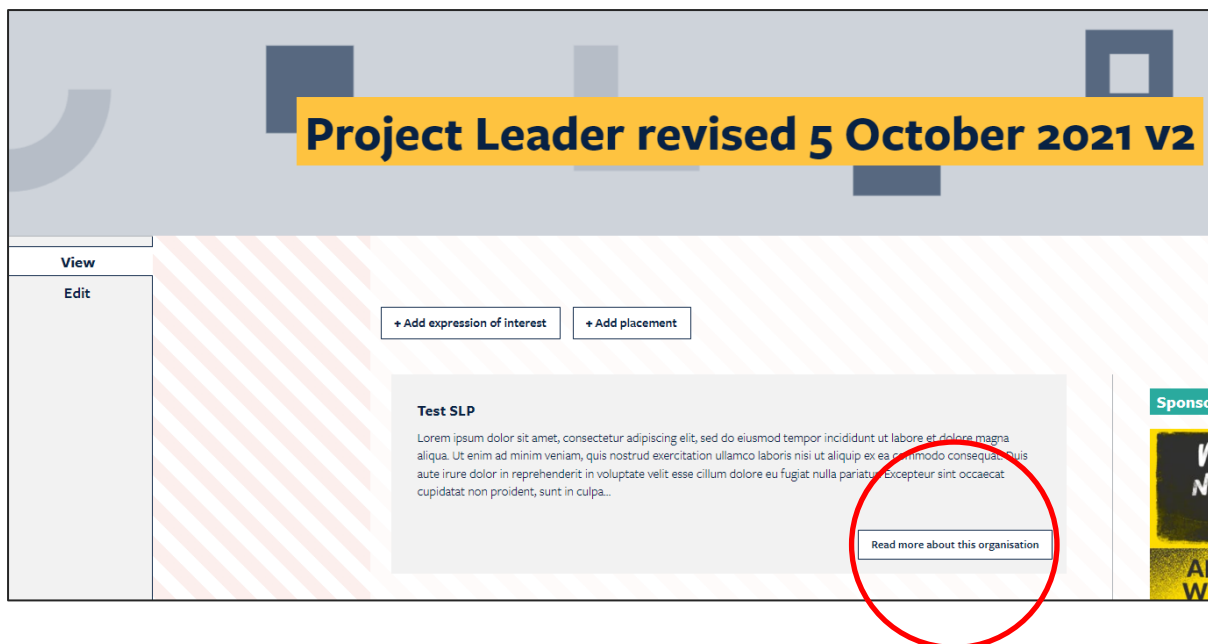 Project Leader revised 5 October 2021 v2
View
Edit
+ Add expression of interest
+ Add placement
Test SLP
Lorem ipsum dolor sit amet, consectetur adipiscing elit, sed do eiusmod tempor incididunt ut labore et dolore magna
aliqua. Ut enim ad minim veniam, quis nostrud exercitation ullamco laboris nisi ut aliquip ex ea commodo consequat. Duis
aute irure dolor in reprehenderit in voluptate velit esse cillum dolore eu fugiat nulla pariatur. Excepteur sint occaecat
cupidatat non proident, sunt in culpa...
Read more about this organisation